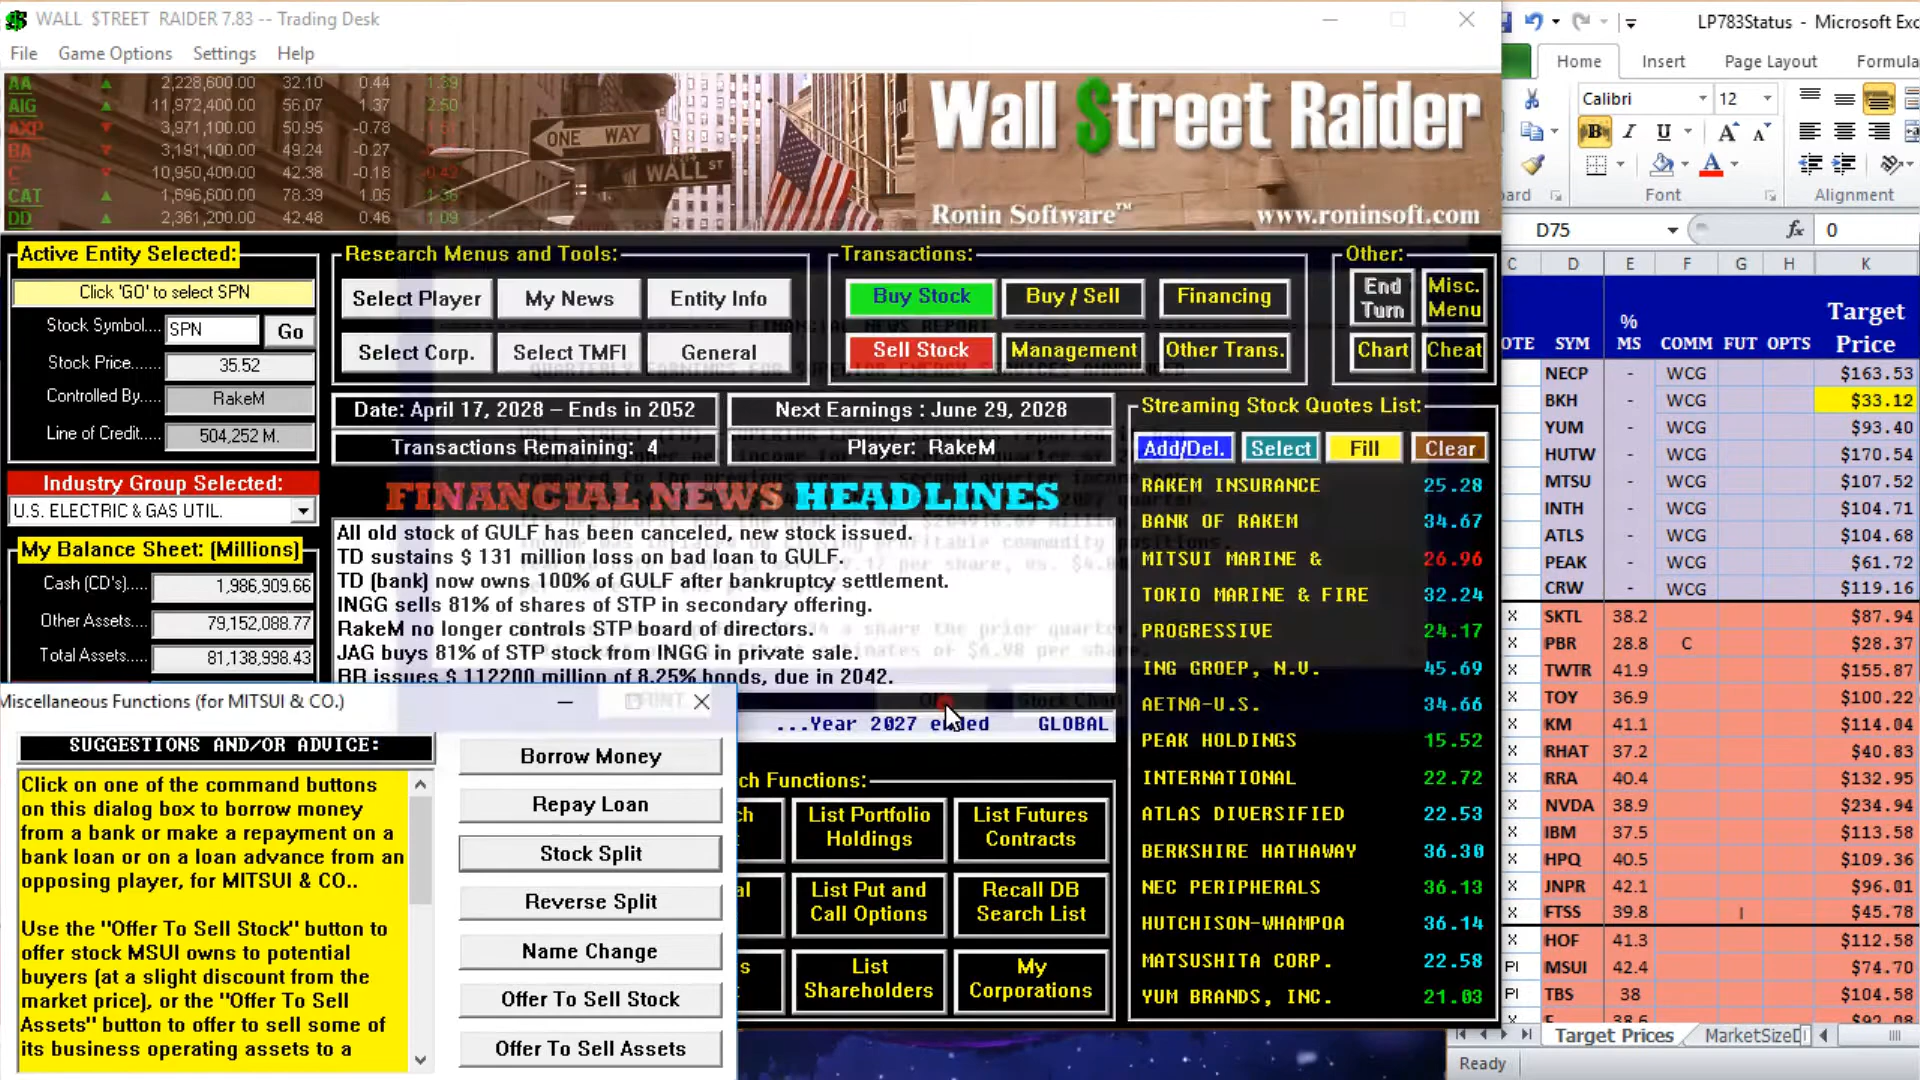 WALL $TREET RAIDER 7.83 -- Trading Desk
File Game Options Settings Help
AA 2,228,600.00 32.10 0.44 1.39
AIG 11,972,400.00 56.07 1.37 2.50
AXP 3,971,100.00 50.95 -0.78
BA 3,191,100.00 49.24 -0.27
C 10,950,400.00 42.38 -0.18 -0.42
CAT 1,696,600.00 78.39 1.05 1.36
DD 2,381,200.00 42.48 0.46 1.09
ONE WAY
WALL ST
Wall $treet Raider
Ronin Software™ www.roninsoft.com
Active Entity Selected:
Click 'GO' to select SPN
Stock Symbol.... SPN Go
Stock Price..... 35.52
Controlled By..... RakeM
Line of Credit..... 504,252 M.
Industry Group Selected:
U.S. ELECTRIC & GAS UTIL.
My Balance Sheet: (Millions)
Cash (CD's)..... 1,986,909.66
Other Assets.... 79,152,088.77
Total Assets.... 81,138,998.43
Research Menus and Tools:
Select Player My News Entity Info
Select Corp. Select TMFI General
Transactions:
Buy Stock Buy / Sell Financing
Sell Stock Management Other Trans.
Other:
End Turn Misc. Menu
Chart Cheat
Date: April 17, 2028 – Ends in 2052 Next Earnings : June 29, 2028
Transactions Remaining: 4 Player: RakeM
FINANCIAL NEWS HEADLINES
All old stock of GULF has been canceled, new stock issued.
TD sustains $ 131 million loss on bad loan to GULF.
TD (bank) now owns 100% of GULF after bankruptcy settlement.
INGG sells 81% of shares of STP in secondary offering.
RakeM no longer controls STP board of directors.
JAG buys 81% of STP stock from INGG in private sale.
BB issues $ 112200 million of 8.25% bonds, due in 2042.
...Year 2027 ended GLOBAL
FINANCIAL NEWS REPORT
QUARTERLY EARNINGS FOR SUPERIOR ENERGY SERVICES ANNOUNCED
Streaming Stock Quotes List:
Add/Del. Select Fill Clear
RAKEM INSURANCE 25.28
BANK OF RAKEM 34.67
MITSUI MARINE & 26.96
TOKIO MARINE & FIRE 32.24
PROGRESSIVE 24.17
ING GROEP, N.V. 45.69
AETNA-U.S. 34.66
PEAK HOLDINGS 15.52
INTERNATIONAL 22.72
ATLAS DIVERSIFIED 22.53
BERKSHIRE HATHAWAY 36.30
NEC PERIPHERALS 36.13
HUTCHISON-WHAMPOA 36.14
MATSUSHITA CORP. 22.58
YUM BRANDS, INC. 21.03
ch Functions:
List Portfolio Holdings List Futures Contracts
List Put and Call Options Recall DB Search List
List Shareholders My Corporations
Miscellaneous Functions (for MITSUI & CO.)
SUGGESTIONS AND/OR ADVICE:
Click on one of the command buttons
on this dialog box to borrow money
from a bank or make a repayment on a
bank loan or on a loan advance from an
opposing player, for MITSUI & CO..
Use the "Offer To Sell Stock" button to
offer stock MSUI owns to potential
buyers (at a slight discount from the
market price), or the "Offer To Sell
Assets" button to offer to sell some of
its business operating assets to a
Borrow Money
Repay Loan
Stock Split
Reverse Split
Name Change
Offer To Sell Stock
Offer To Sell Assets
LP783Status - Microsoft Exc
Home Insert Page Layout Formula
Calibri 12
B I U A A
ard Font Alignment
D75 fx 0
C D E F G H K
OTE SYM % MS COMM FUT OPTS Target Price
NECP - WCG $163.53
BKH - WCG $33.12
YUM - WCG $93.40
HUTW - WCG $170.54
MTSU - WCG $107.52
INTH - WCG $104.71
ATLS - WCG $104.68
PEAK - WCG $61.72
CRW - WCG $119.16
X SKTL 38.2 $87.94
X PBR 28.8 C $28.37
X TWTR 41.9 $155.87
X TOY 36.9 $100.22
X KM 41.1 $114.04
X RHAT 37.2 $40.83
X RRA 40.4 $132.95
X NVDA 38.9 $234.94
X IBM 37.5 $113.58
X HPQ 40.5 $109.36
X JNPR 42.1 $96.01
X FTSS 39.8 I $45.78
X HOF 41.3 $112.58
PI MSUI 42.4 $74.70
PI TBS 38 $104.58
X F 38.6 $92.08
Target Prices MarketSizeD
Ready